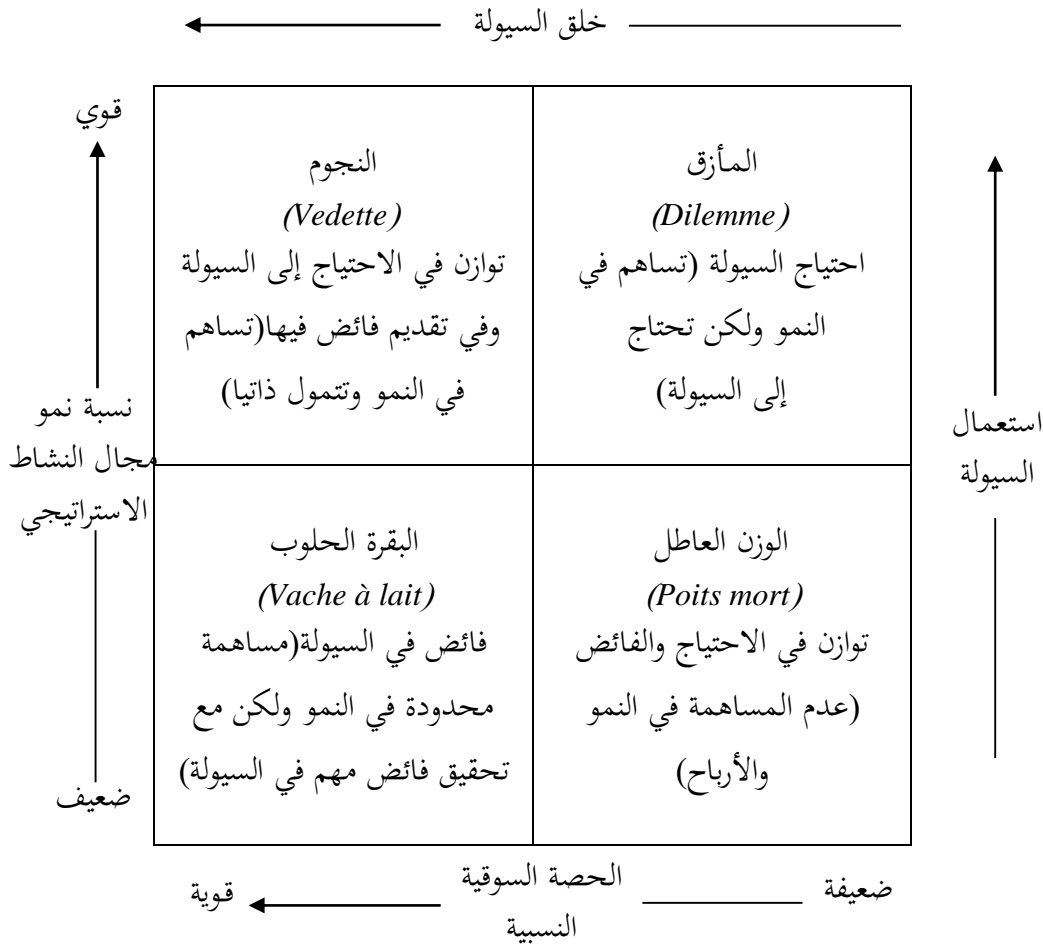 خلق السيولة
قوي
المأزق
(Dilemme)
احتياج السيولة (تساهم في
النمو ولكن تحتاج
إلى السيولة)
النجوم
(Vedette)
توازن في الاحتياج إلى السيولة
وفي تقديم فائض فيها(تساهم
في النمو وتتمول ذاتيا)
استعمال
السيولة
نسبة نمو
مجال النشاط
الاستراتيجي
الوزن العاطل
(Poits mort)
توازن في الاحتياج والفائض
(عدم المساهمة في النمو
والأرباح)
البقرة الحلوب
(Vache à lait)
فائض في السيولة(مساهمة
محدودة في النمو ولكن مع
تحقيق فائض مهم في السيولة)
ضعيف
ضعيفة
الحصة السوقية
النسبية
قوية